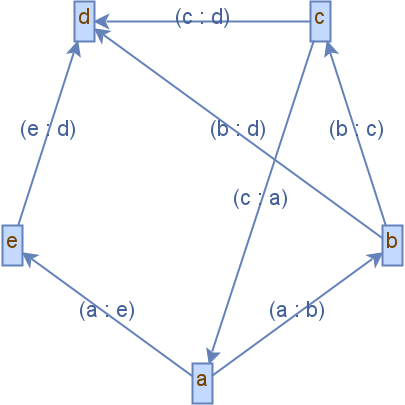 d
(c : d)
c
(e : d)
(b : d)
(b : c)
(c : a)
e
b
(a : e)
(a : b)
a